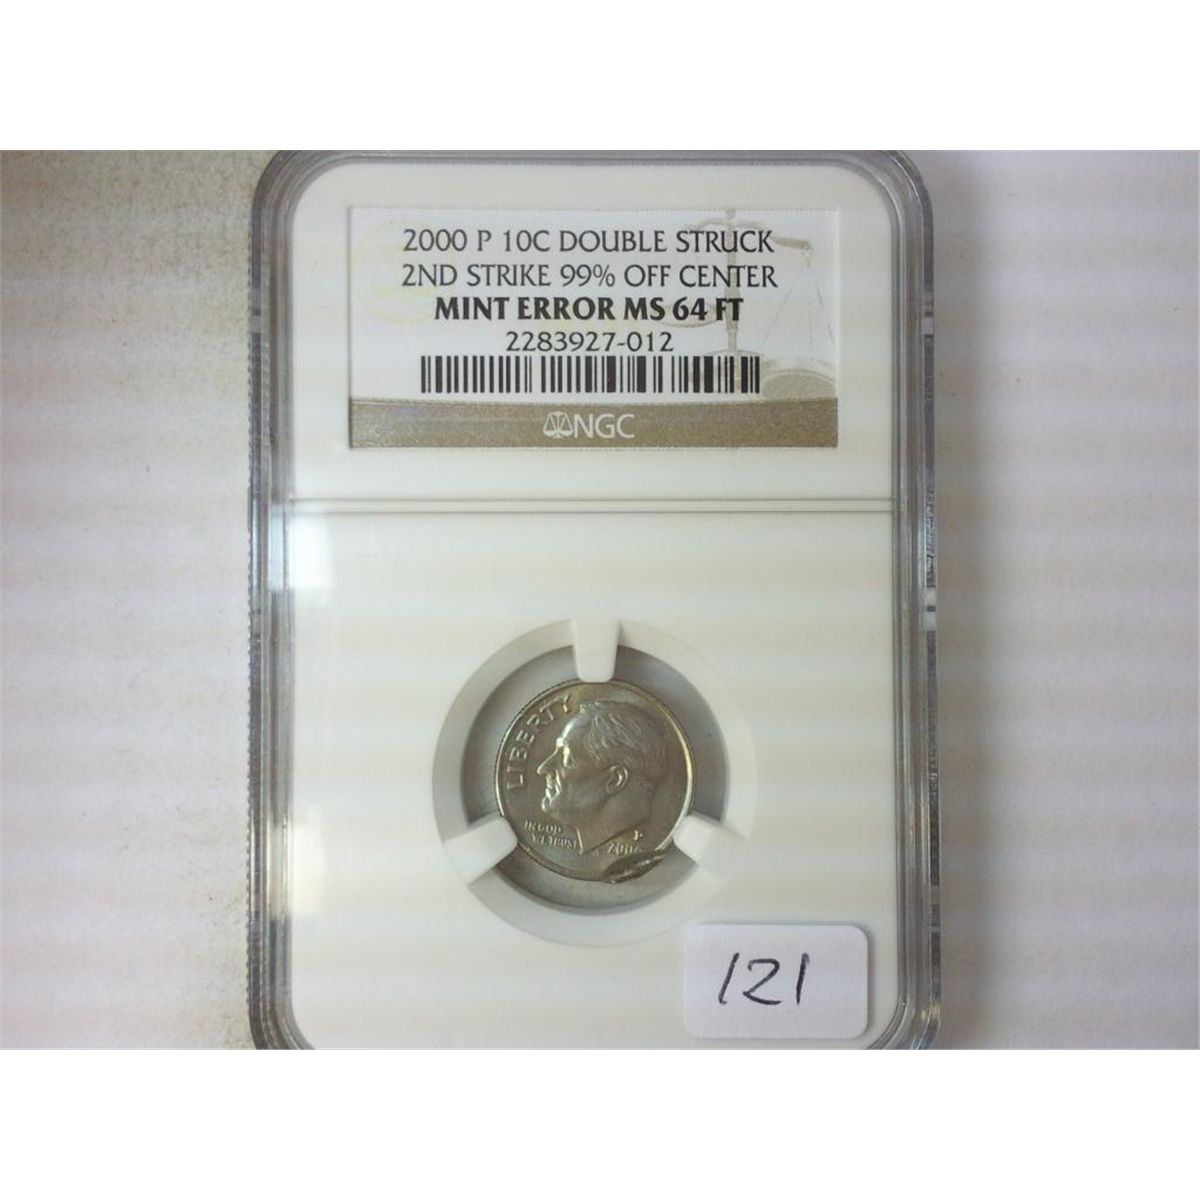 2000 P 10C DOUBLE STRUCK
2ND STRIKE 99% OFF CENTER
MINT ERROR MS 64 FT
2283927-012
NGC
LIBERTY
IN GOD
WE TRUST
P
121